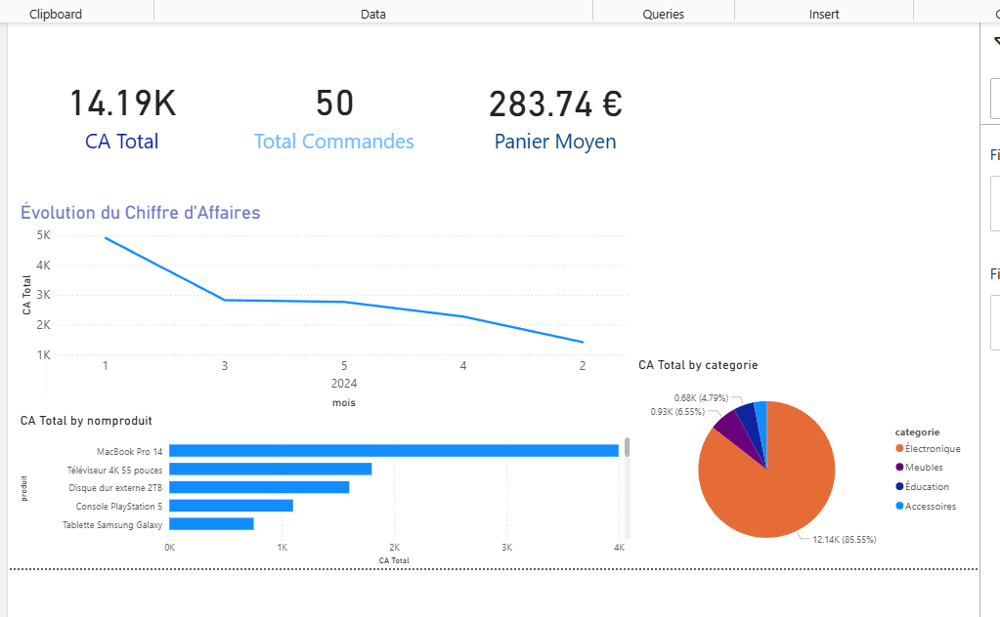 Clipboard
Data
Queries
Insert
14.19K
CA Total
50
Total Commandes
283.74 €
Panier Moyen
Fi
Fi
Évolution du Chiffre d'Affaires
5K
4K
3K
2K
1K
CA Total
1
3
5
4
2
2024
mois
CA Total by nomproduit
produit
MacBook Pro 14
Téléviseur 4K 55 pouces
Disque dur externe 2TB
Console PlayStation 5
Tablette Samsung Galaxy
0K
1K
2K
3K
4K
CA Total
CA Total by categorie
0.68K (4.79%)
0.93K (6.55%)
12.14K (85.55%)
categorie
Électronique
Meubles
Éducation
Accessoires